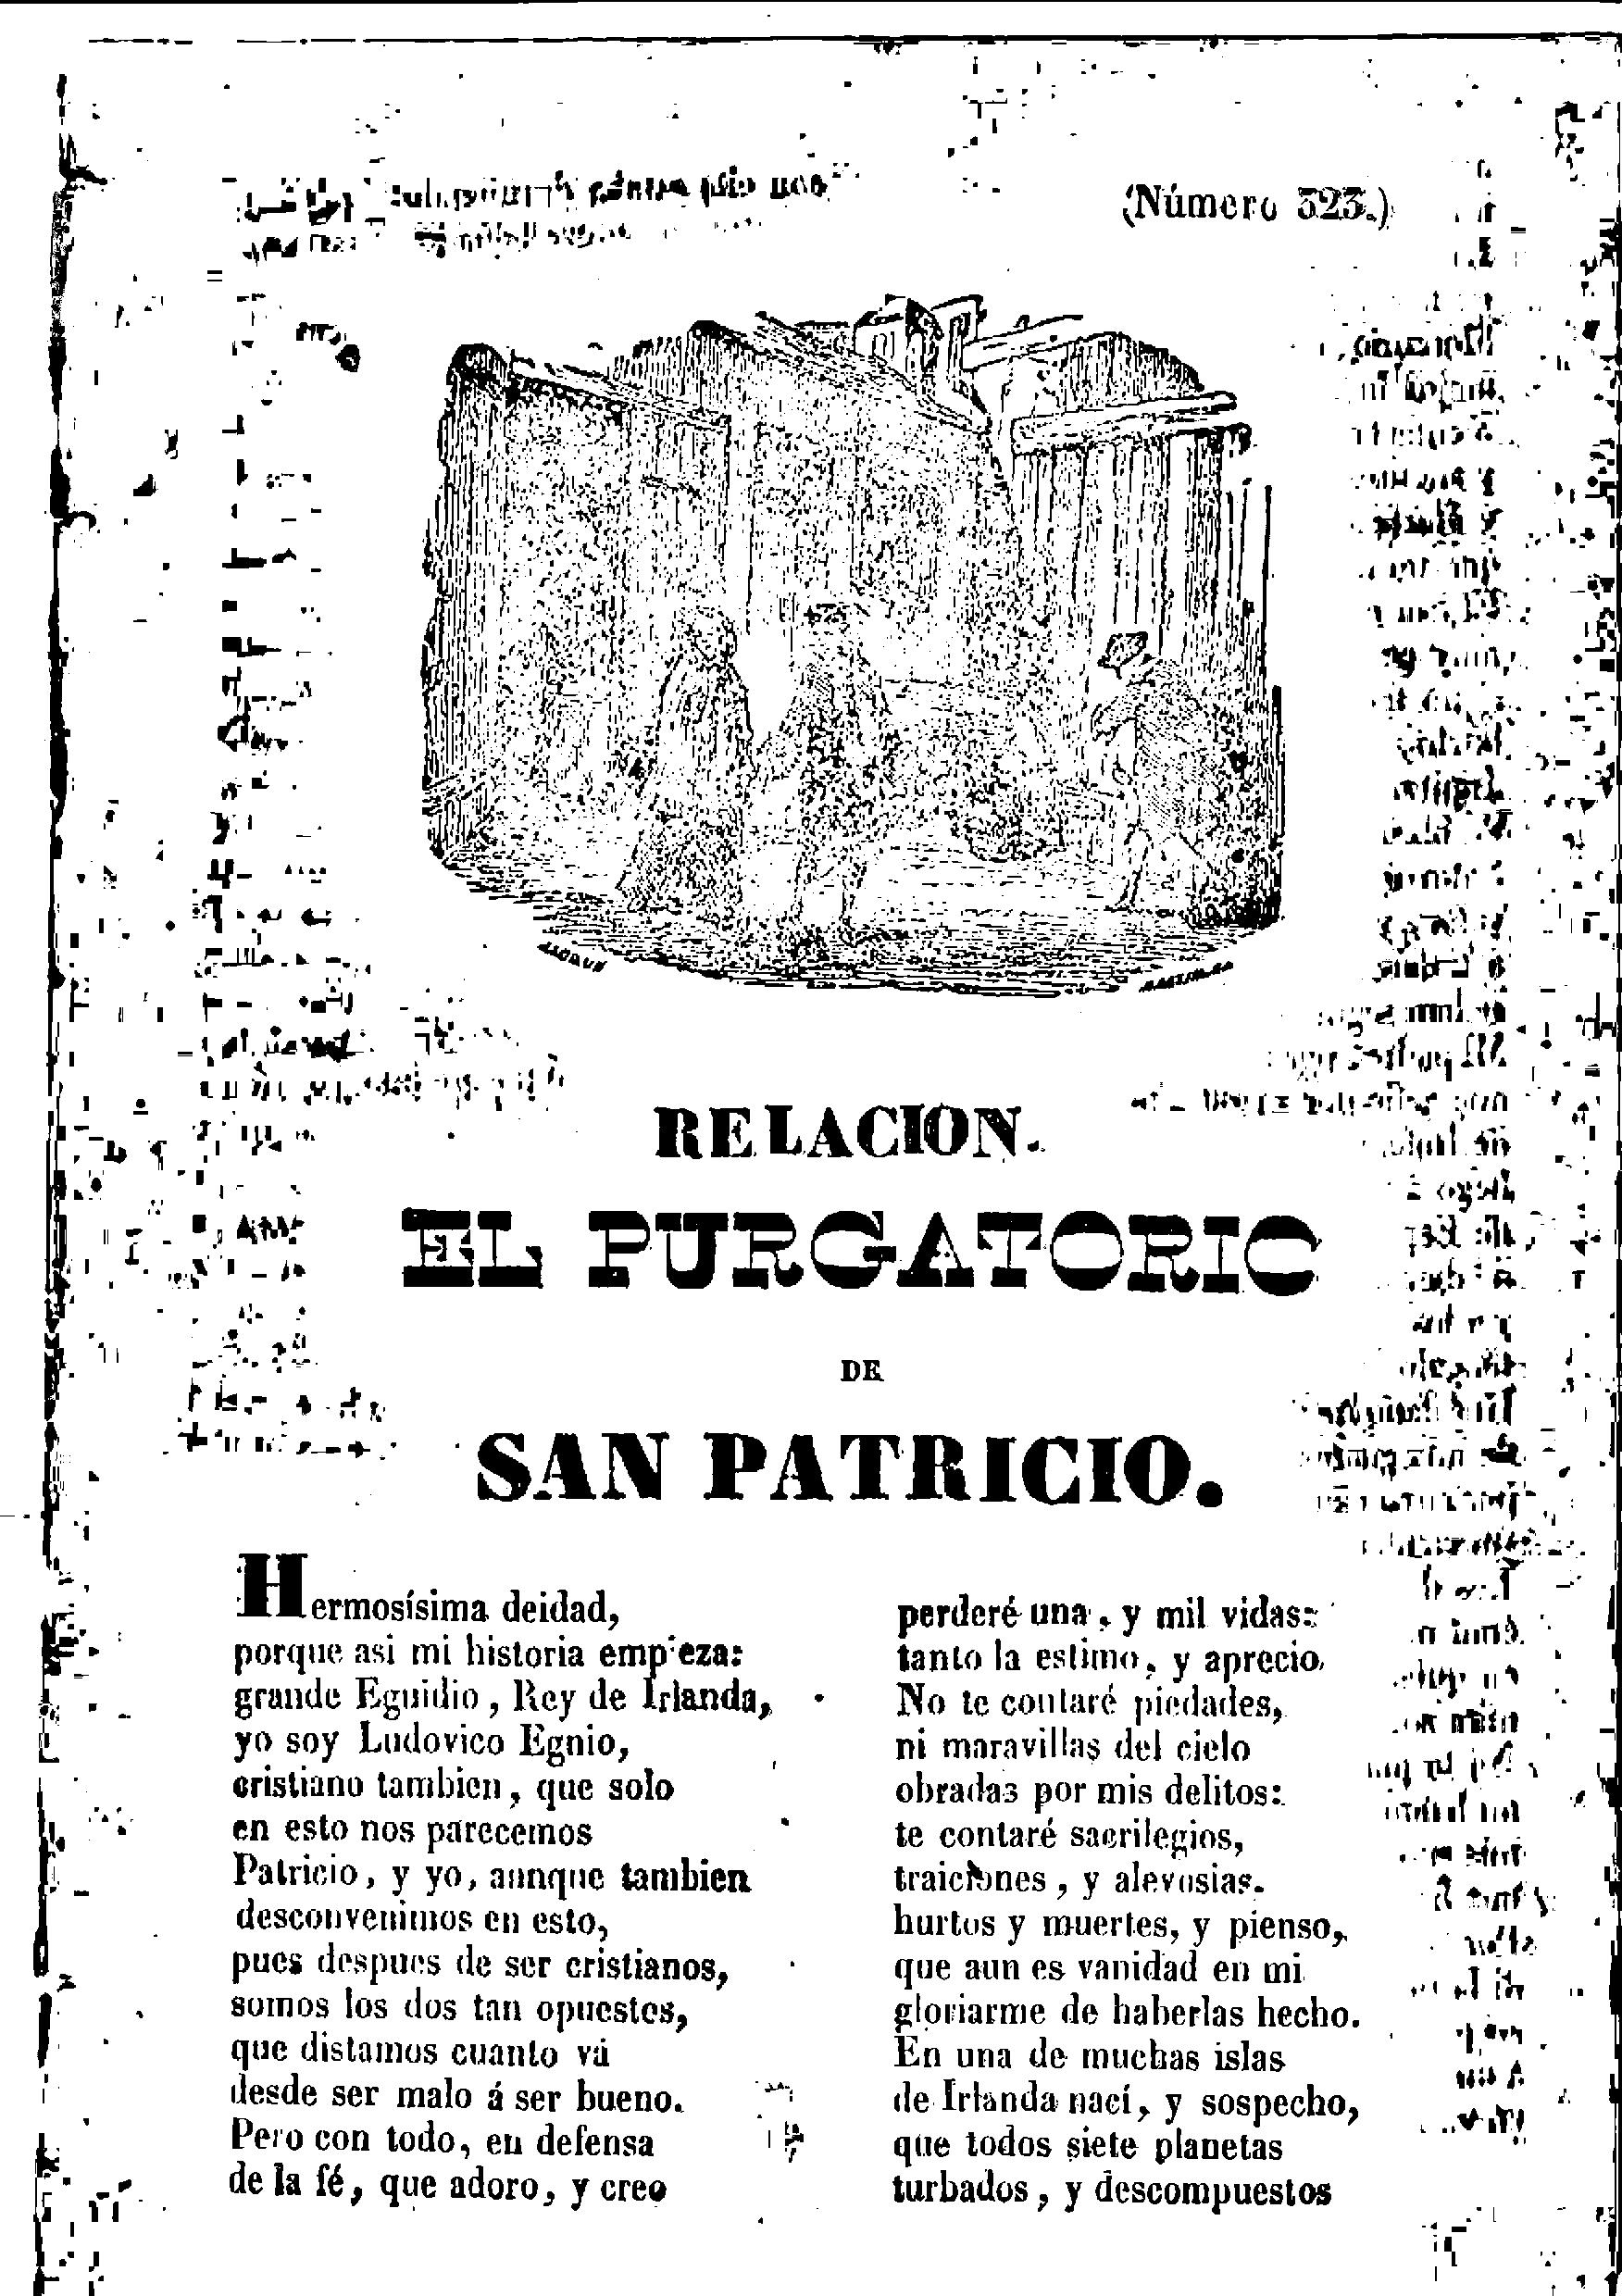 (Número 323.)
RELACION.
EL PURGATORIO
DE
SAN PATRICIO.
Hermosísima deidad,
porque asi mi historia empieza:
grande Eguidio, Rey de Irlanda,
yo soy Ludovico Egnio,
cristiano tambien, que solo
en esto nos parecemos
Patricio, y yo, aunque tambien
desconvenimos en esto,
pues despues de ser cristianos,
somos los dos tan opuestos,
que distamos cuanto vá
desde ser malo á ser bueno.
Pero con todo, en defensa
de la fé, que adoro, y creo
perderé una, y mil vidas:
tanto la estimo, y aprecio.
No te contaré piedades,
ni maravillas del cielo
obradas por mis delitos:
te contaré sacrilegios,
traiciones, y alevosias.
hurtos y muertes, y pienso,
que aun es vanidad en mi
gloriarme de haberlas hecho.
En una de muchas islas
de Irlanda nací, y sospecho,
que todos siete planetas
turbados, y descompuestos